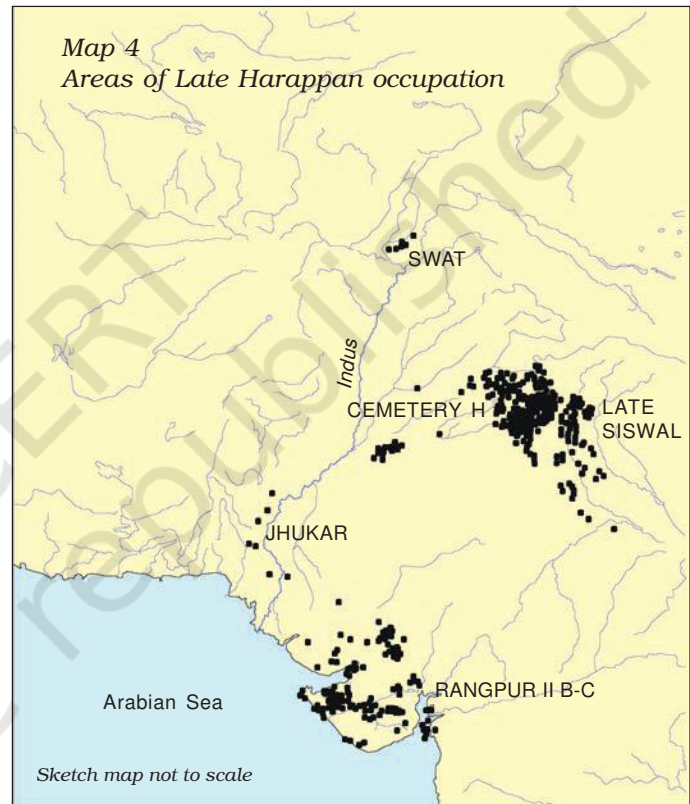 Map 4
Areas of Late Harappan occupation
SWAT
Indus
CEMETERY H
LATE
SISWAL
JHUKAR
RANGPUR II B-C
Arabian Sea
Sketch map not to scale
republished